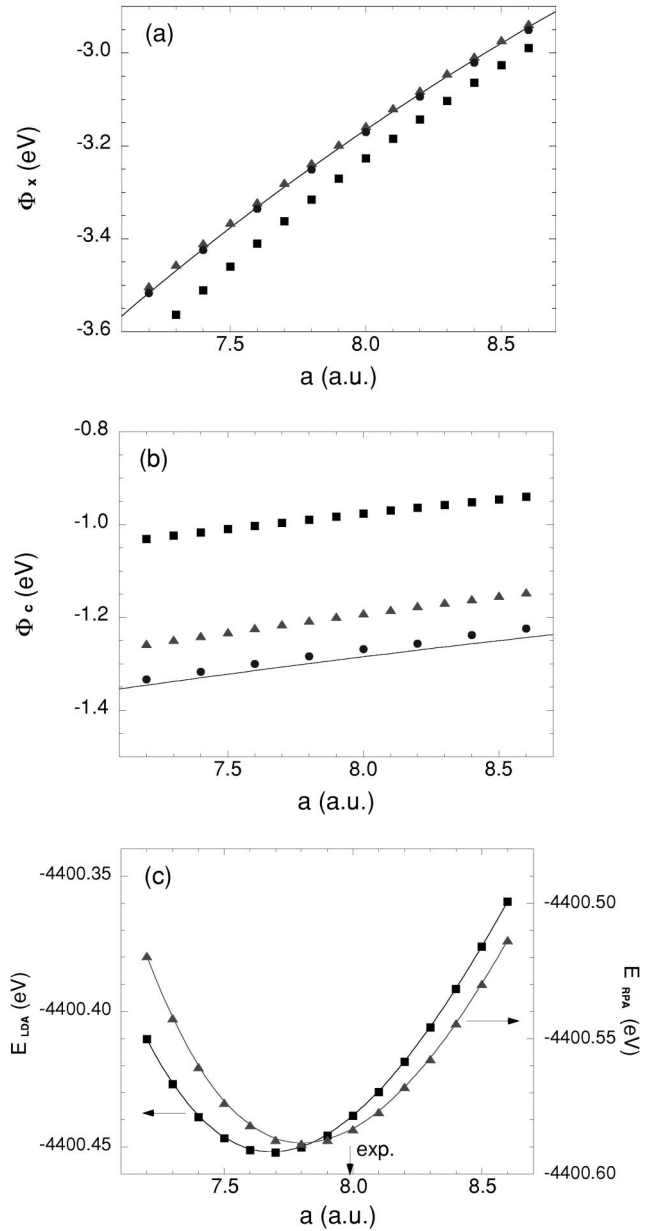 (a)
-3.0
-3.2
-3.4
-3.6
Φx (eV)
7.5 8.0 8.5
a (a.u.)
(b)
-0.8
-1.0
-1.2
-1.4
Φc (eV)
7.5 8.0 8.5
a (a.u.)
(c)
-4400.35
-4400.40
-4400.45
E LDA (eV)
-4400.50
-4400.55
-4400.60
E RPA (eV)
exp.
7.5 8.0 8.5
a (a.u.)